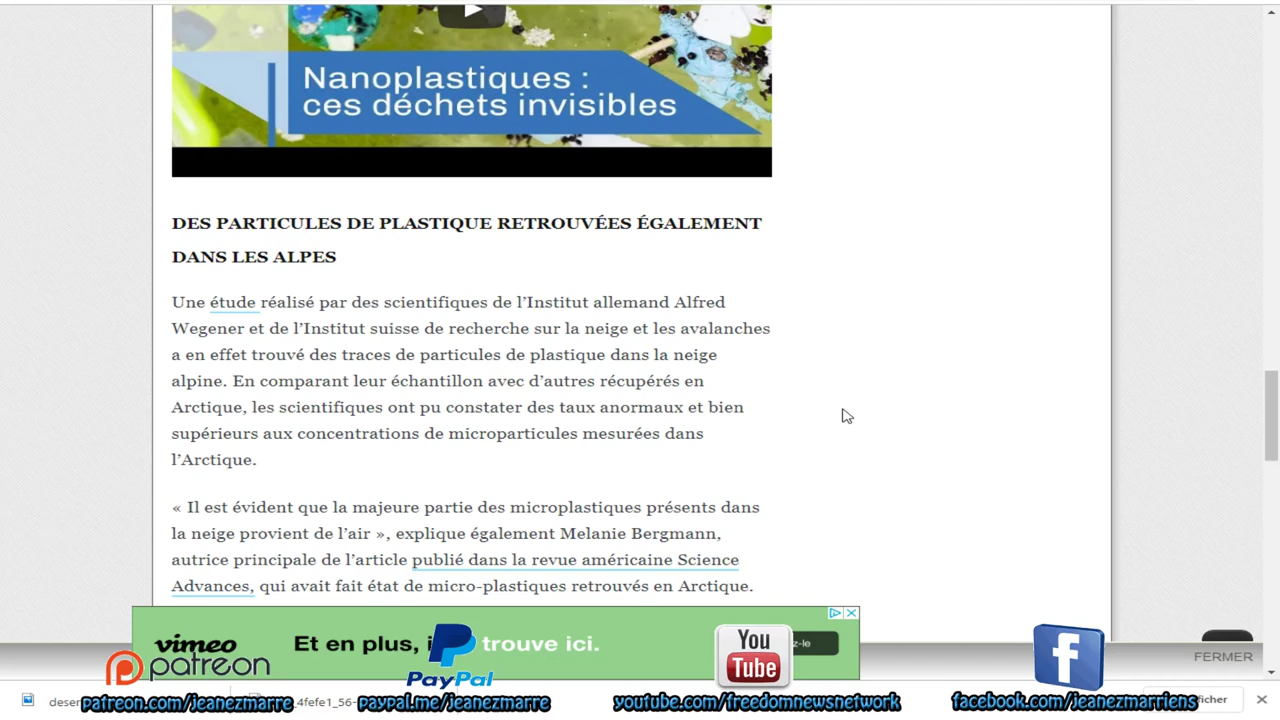 Nanoplastiques :
ces déchets invisibles
DES PARTICULES DE PLASTIQUE RETROUVÉES ÉGALEMENT
DANS LES ALPES
Une étude réalisé par des scientifiques de l’Institut allemand Alfred
Wegener et de l’Institut suisse de recherche sur la neige et les avalanches
a en effet trouvé des traces de particules de plastique dans la neige
alpine. En comparant leur échantillon avec d’autres récupérés en
Arctique, les scientifiques ont pu constater des taux anormaux et bien
supérieurs aux concentrations de microparticules mesurées dans
l’Arctique.
« Il est évident que la majeure partie des microplastiques présents dans
la neige provient de l’air », explique également Melanie Bergmann,
autrice principale de l’article publié dans la revue américaine Science
Advances, qui avait fait état de micro-plastiques retrouvés en Arctique.
Et en plus, trouve ici.
vimeo
patreon
PayPal
You
Tube
FERMER
patreon.com/jeanezmarre
paypal.me/jeanezmarre
youtube.com/freedomnewsnetwork
facebook.com/jeanezmarriens